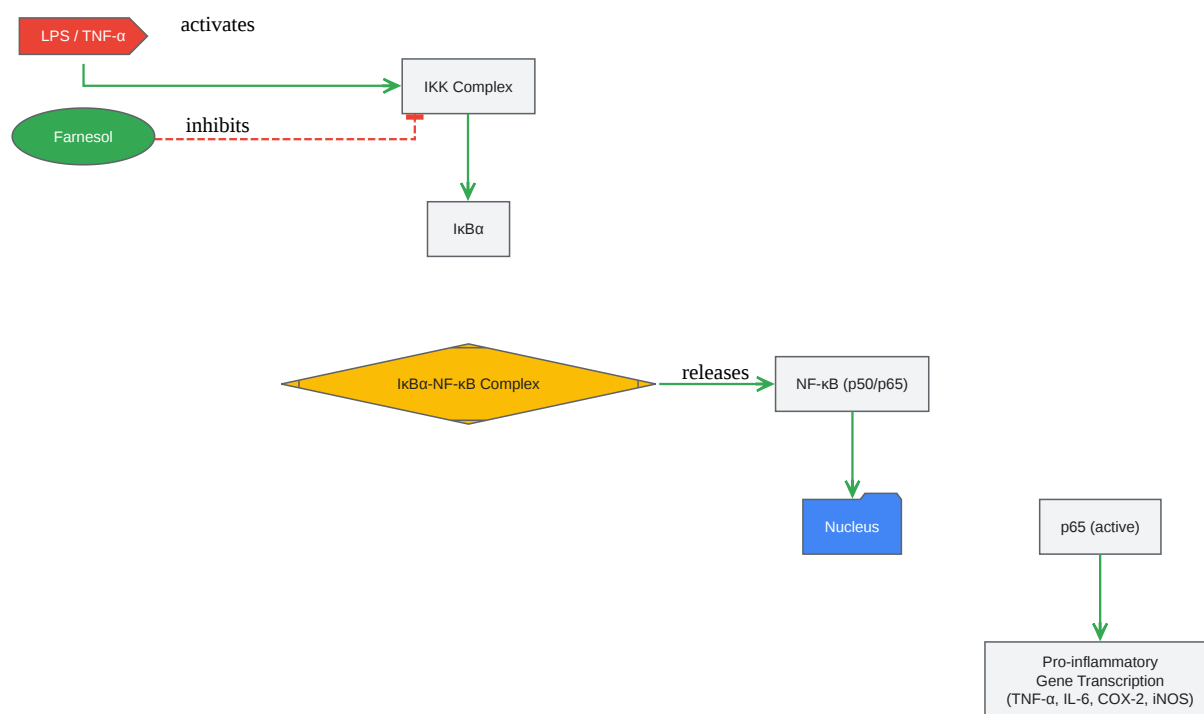 LPS / TNF-α
activates
IKK Complex
Farnesol
inhibits
IκBα
IκBα-NF-κB Complex
releases
NF-κB (p50/p65)
Nucleus
p65 (active)
Pro-inflammatory
Gene Transcription
(TNF-α, IL-6, COX-2, iNOS)